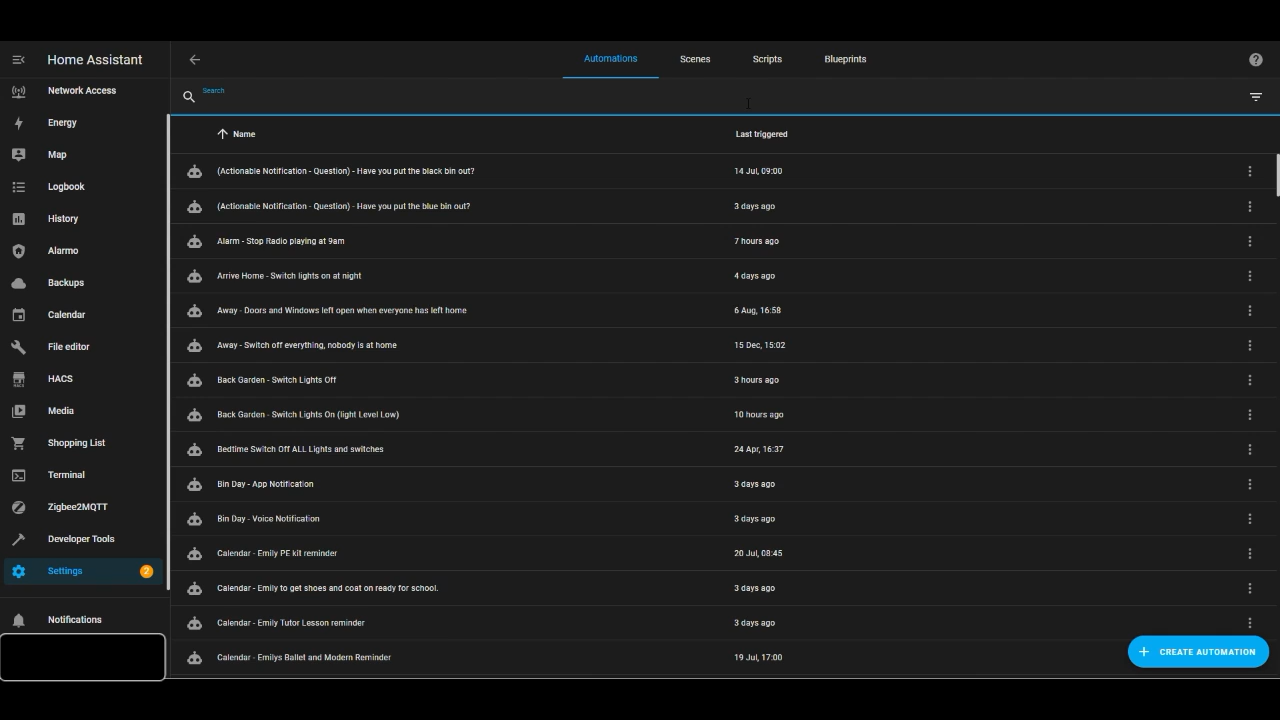 Home Assistant
Automations
Scenes
Scripts
Blueprints
Network Access
Energy
Map
Logbook
History
Alarmo
Backups
Calendar
File editor
HACS
Media
Shopping List
Terminal
Zigbee2MQTT
Developer Tools
Settings 2
Notifications
Search
Name Last triggered
(Actionable Notification - Question) - Have you put the black bin out? 14 Jul, 09:00
(Actionable Notification - Question) - Have you put the blue bin out? 3 days ago
Alarm - Stop Radio playing at 9am 7 hours ago
Arrive Home - Switch lights on at night 4 days ago
Away - Doors and Windows left open when everyone has left home 6 Aug, 16:58
Away - Switch off everything, nobody is at home 15 Dec, 15:02
Back Garden - Switch Lights Off 3 hours ago
Back Garden - Switch Lights On (light Level Low) 10 hours ago
Bedtime Switch Off ALL Lights and switches 24 Apr, 16:37
Bin Day - App Notification 3 days ago
Bin Day - Voice Notification 3 days ago
Calendar - Emily PE kit reminder 20 Jul, 08:45
Calendar - Emily to get shoes and coat on ready for school. 3 days ago
Calendar - Emily Tutor Lesson reminder 3 days ago
Calendar - Emilys Ballet and Modern Reminder 19 Jul, 17:00
CREATE AUTOMATION